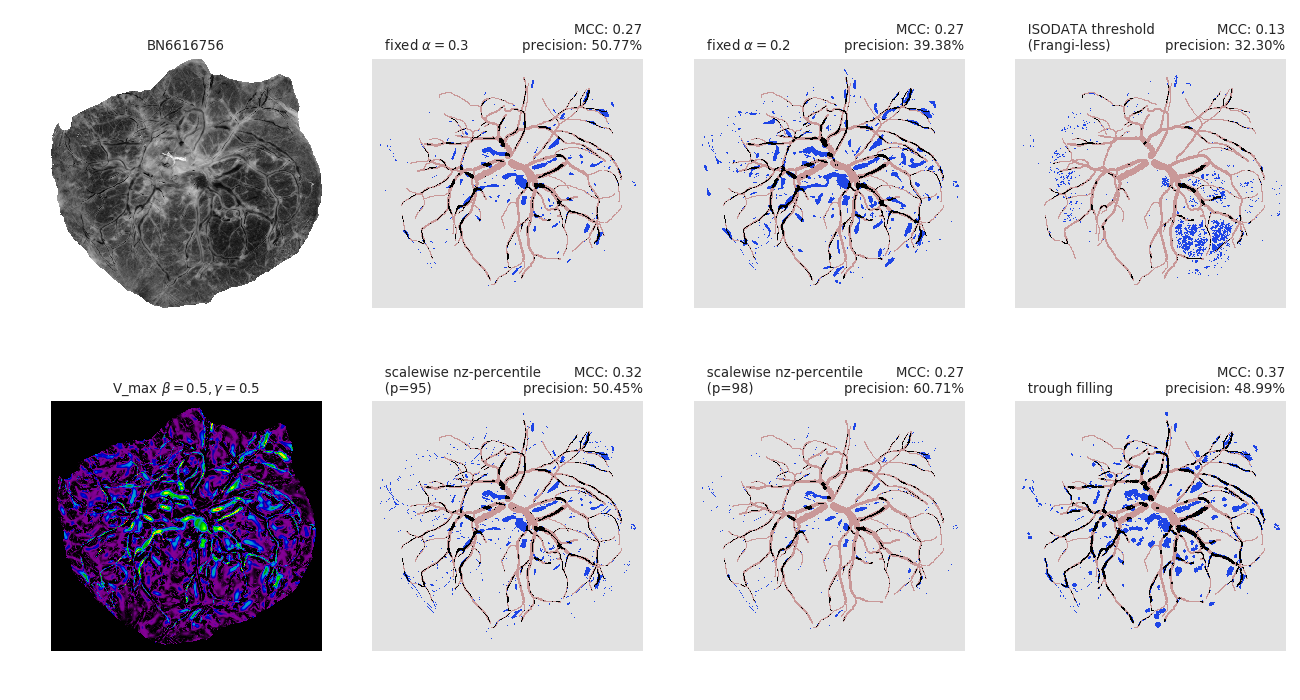 BN6616756
fixed α = 0.3
MCC: 0.27
precision: 50.77%
fixed α = 0.2
MCC: 0.27
precision: 39.38%
ISODATA threshold
(Frangi-less)
MCC: 0.13
precision: 32.30%
V_max β = 0.5, γ = 0.5
scalewise nz-percentile
(p=95)
MCC: 0.32
precision: 50.45%
scalewise nz-percentile
(p=98)
MCC: 0.27
precision: 60.71%
trough filling
MCC: 0.37
precision: 48.99%